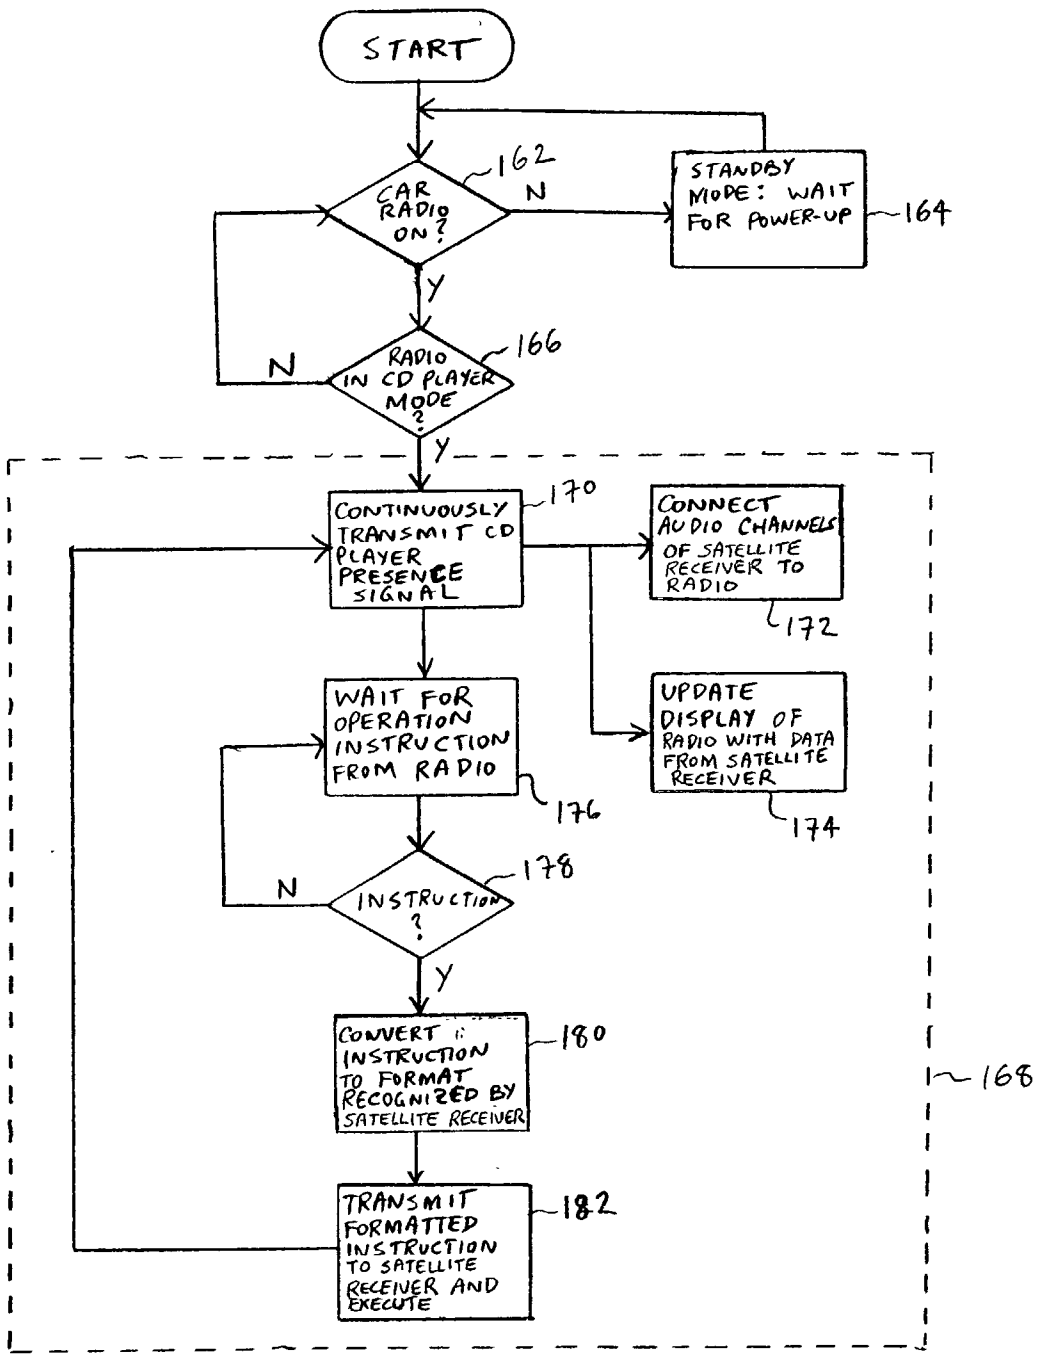 START
162
CAR
RADIO
ON?
N
STANDBY
MODE: WAIT
FOR POWER-UP
164
Y
166
RADIO
IN CD PLAYER
MODE
?
N
Y
170
CONTINUOUSLY
TRANSMIT CD
PLAYER
PRESENCE
SIGNAL
CONNECT
AUDIO CHANNELS
OF SATELLITE
RECEIVER TO
RADIO
172
WAIT FOR
OPERATION
INSTRUCTION
FROM RADIO
176
UPDATE
DISPLAY OF
RADIO WITH DATA
FROM SATELLITE
RECEIVER
174
178
INSTRUCTION
?
N
Y
CONVERT
INSTRUCTION
TO FORMAT
RECOGNIZED BY
SATELLITE RECEIVER
180
168
TRANSMIT
FORMATTED
INSTRUCTION
TO SATELLITE
RECEIVER AND
EXECUTE
182